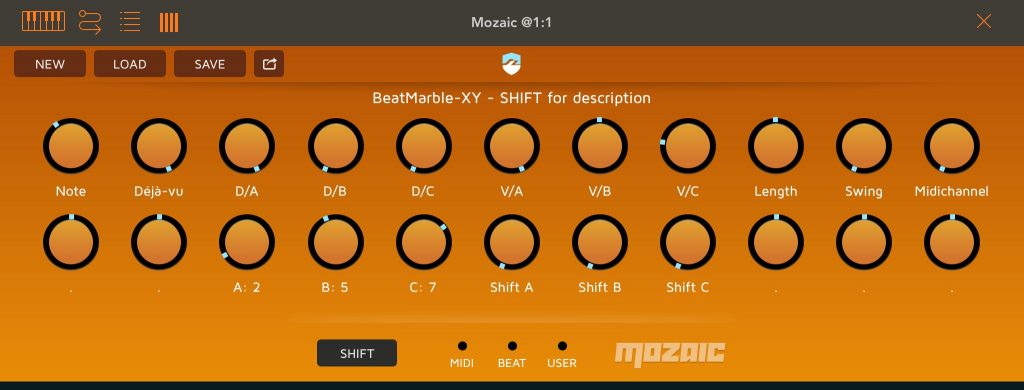 Mozaic @1:1
NEW LOAD SAVE
BeatMarble-XY - SHIFT for description
Note Déjà-vu D/A D/B D/C V/A V/B V/C Length Swing Midichannel
. . A: 2 B: 5 C: 7 Shift A Shift B Shift C . . .
SHIFT MIDI BEAT USER MOZAIC